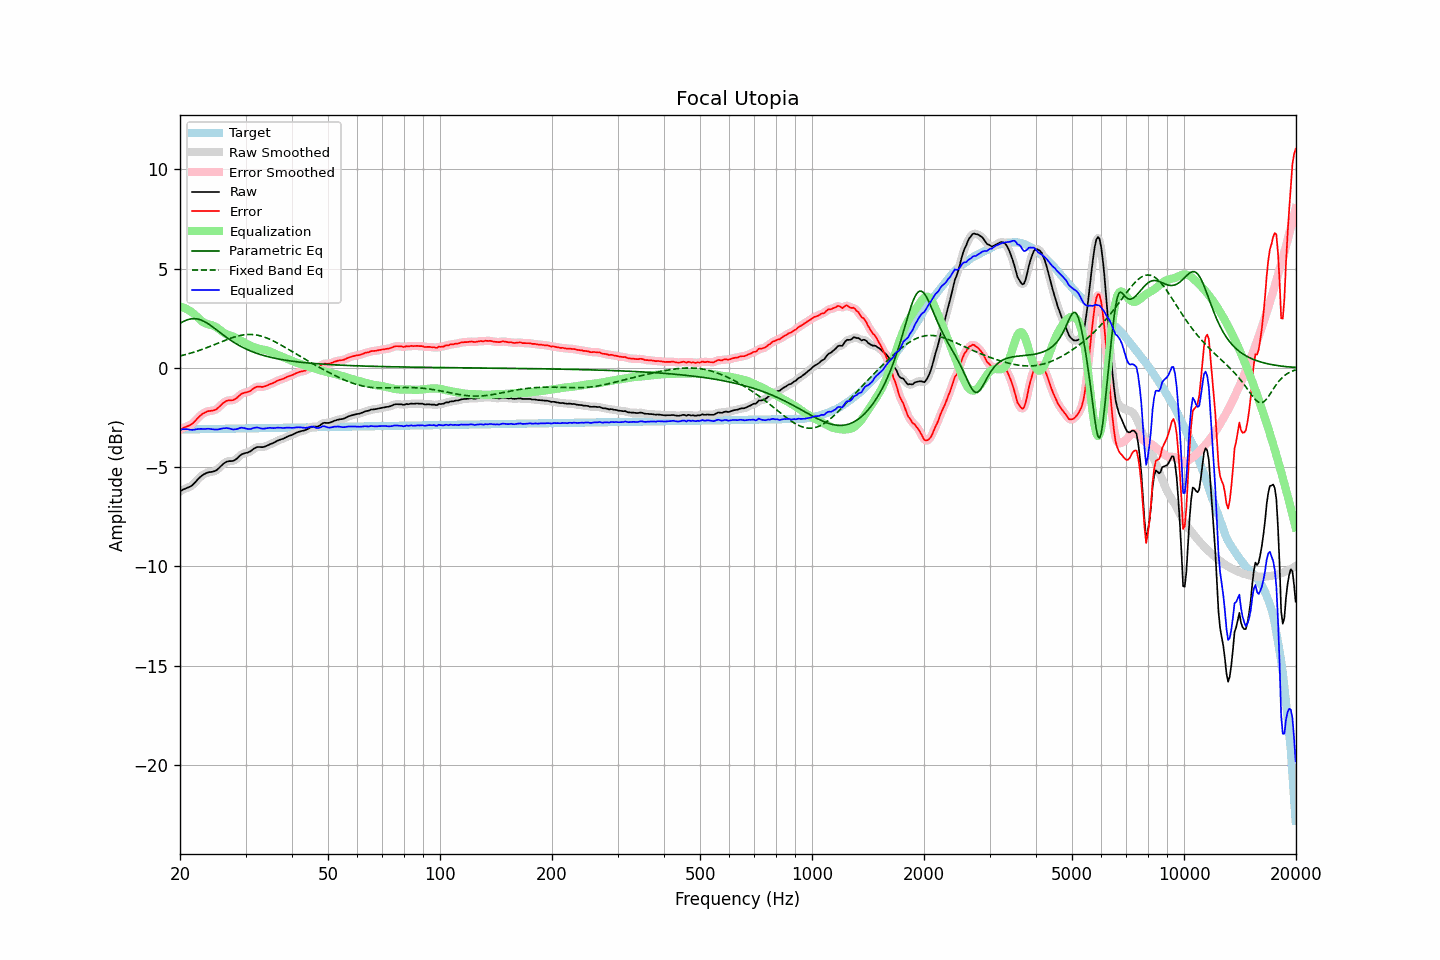 Focal Utopia
Target
Raw Smoothed
Error Smoothed
Raw
Error
Equalization
Parametric Eq
Fixed Band Eq
Equalized
10
5
0
−5
−10
−15
−20
Amplitude (dBr)
20 50 100 200 500 1000 2000 5000 10000 20000
Frequency (Hz)